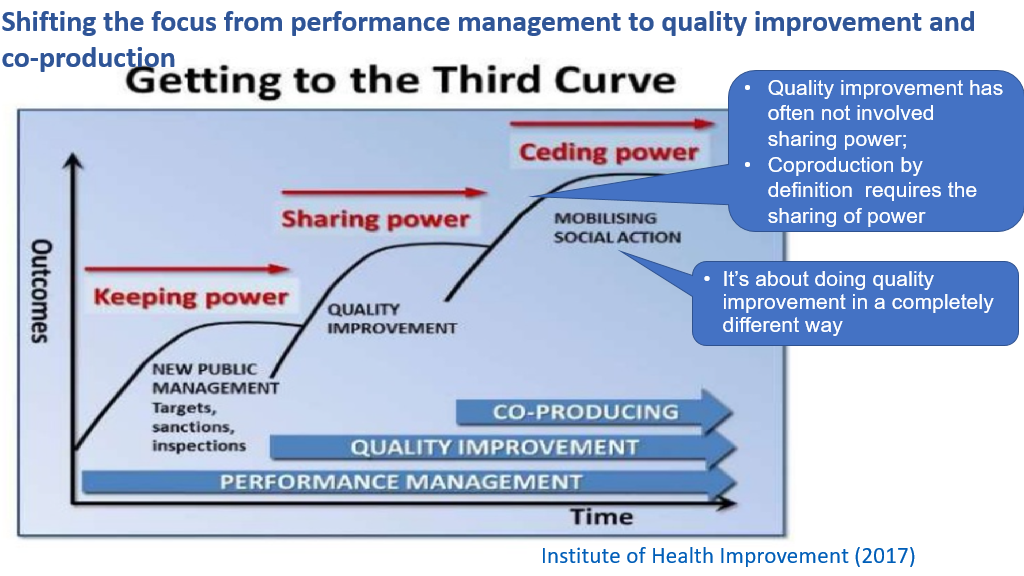 Shifting the focus from performance management to quality improvement and
co-production
Getting to the Third Curve
• Quality improvement has
often not involved
sharing power;
• Coproduction by
definition requires the
sharing of power
Ceding power
MOBILISING
SOCIAL ACTION
Sharing power
• It’s about doing quality
improvement in a completely
different way
Keeping power
QUALITY
IMPROVEMENT
Outcomes
NEW PUBLIC
MANAGEMENT
Targets,
sanctions,
inspections
CO-PRODUCING
QUALITY IMPROVEMENT
PERFORMANCE MANAGEMENT
Time
Institute of Health Improvement (2017)